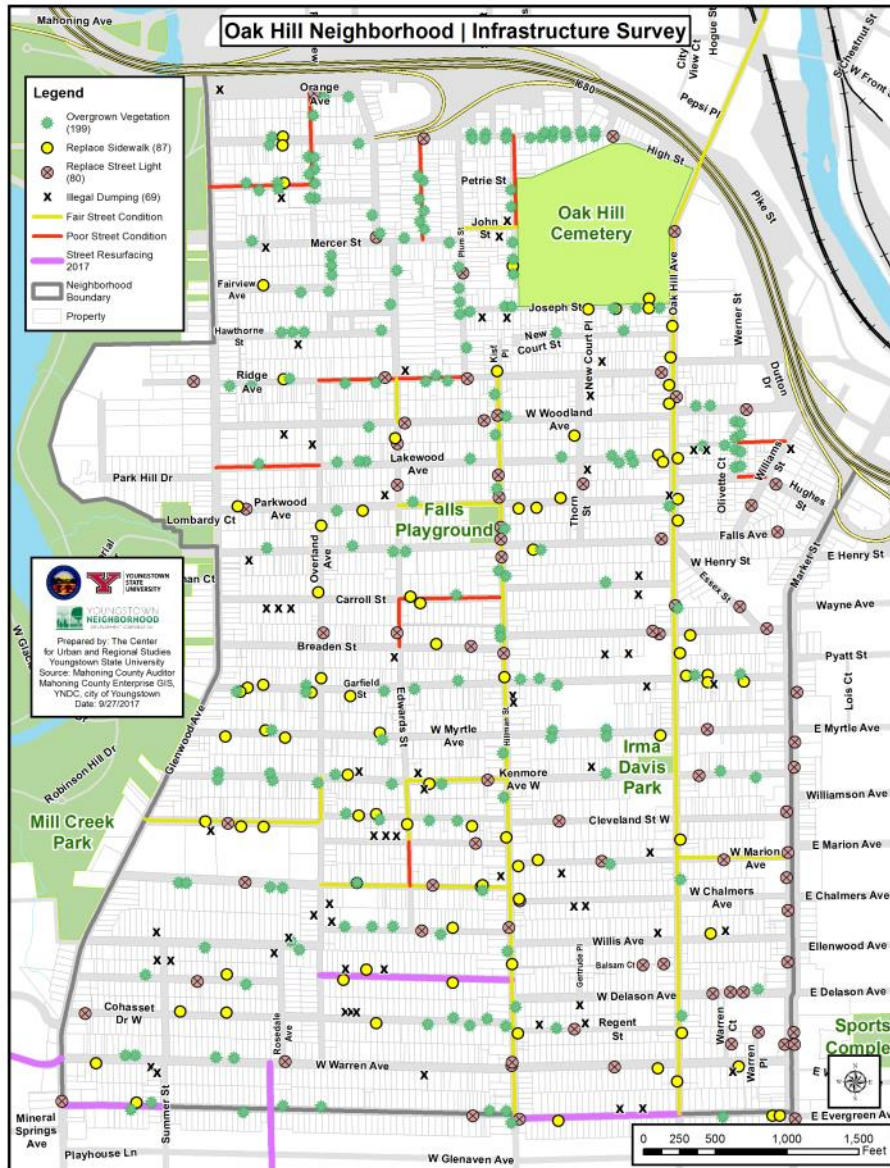 Oak Hill Neighborhood | Infrastructure Survey
Mahoning Ave
Hogue St
City
View Ct
S Chestnut St
W Front
I680
Pepsi Pl
High St
Pike St
Legend
Overgrown Vegetation
(199)
Replace Sidewalk (87)
Replace Street Light
(80)
Illegal Dumping (69)
Fair Street Condition
Poor Street Condition
Street Resurfacing
2017
Neighborhood
Boundary
Property
Orange
Ave
Petrie St
John
St
Oak Hill
Cemetery
Mercer St
Plum St
Oak Hill Ave
Fairview
Ave
Joseph St
Hawthorne
St
New
Court St
Kist
Pl
New Court Pl
Werner St
Dutton
Dr
Ridge
Ave
W Woodland
Ave
Lakewood
Ave
Park Hill Dr
Olivette Ct
Williams
St
Hughes
St
Parkwood
Ave
Lombardy Ct
Falls
Playground
Thorn
St
Falls Ave
Overland
Ave
W Henry St
Essex St
Market St
E Henry St
Carroll St
Wayne Ave
Breaden St
Pyatt St
Lois Ct
YOUNGSTOWN
STATE
UNIVERSITY
YOUNGSTOWN
NEIGHBORHOOD
DEVELOPMENT CORPORATION
Prepared by: The Center
for Urban and Regional Studies
Youngstown State University
Source: Mahoning County Auditor
Mahoning County Enterprise GIS,
YNDC, city of Youngstown
Date: 9/27/2017
Garfield
St
Edwards St
Hillman St
Glenwood Ave
W Myrtle
Ave
E Myrtle Ave
Robinson Hill Dr
Irma
Davis
Park
Kenmore
Ave W
Williamson Ave
Mill Creek
Park
Cleveland St W
E Marion Ave
W Marion
Ave
W Chalmers
Ave
E Chalmers Ave
Willis Ave
Ellenwood Ave
Gertrude Pl
Balsam Ct
W Delason Ave
E Delason Ave
Cohasset
Dr W
Rosedale
Ave
Regent
St
Warren
Ct
Warren
Pl
Sports
W Warren Ave
Summer St
Mineral
Springs
Ave
E Evergreen Ave
Playhouse Ln
W Glenaven Ave
0 250 500 1,000 1,500
Feet